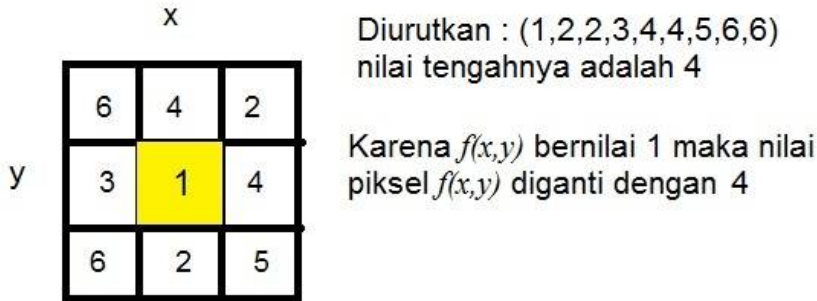 x
Diurutkan : (1,2,2,3,4,4,5,6,6)
nilai tengahnya adalah 4
6 4 2
Karena f(x,y) bernilai 1 maka nilai
piksel f(x,y) diganti dengan 4
y 3 1 4
6 2 5